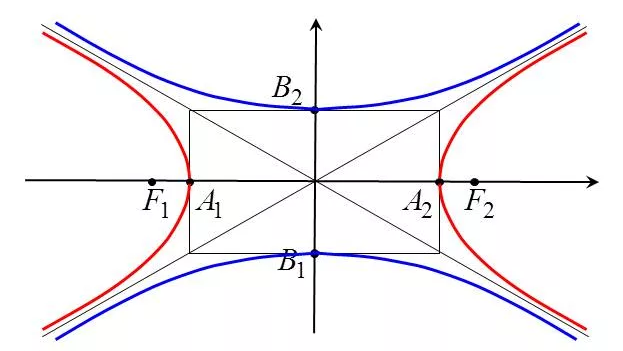 B₂
F₁ A₁ A₂ F₂
B₁